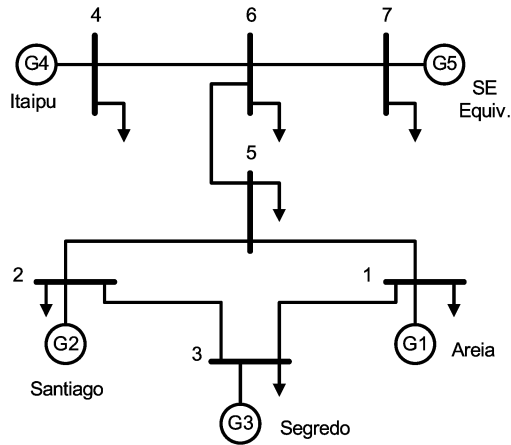 4 6 7
G4 G5
Itaipu SE
Equiv.
5
2 1
G2 G1
3 Areia
Santiago
G3 Segredo